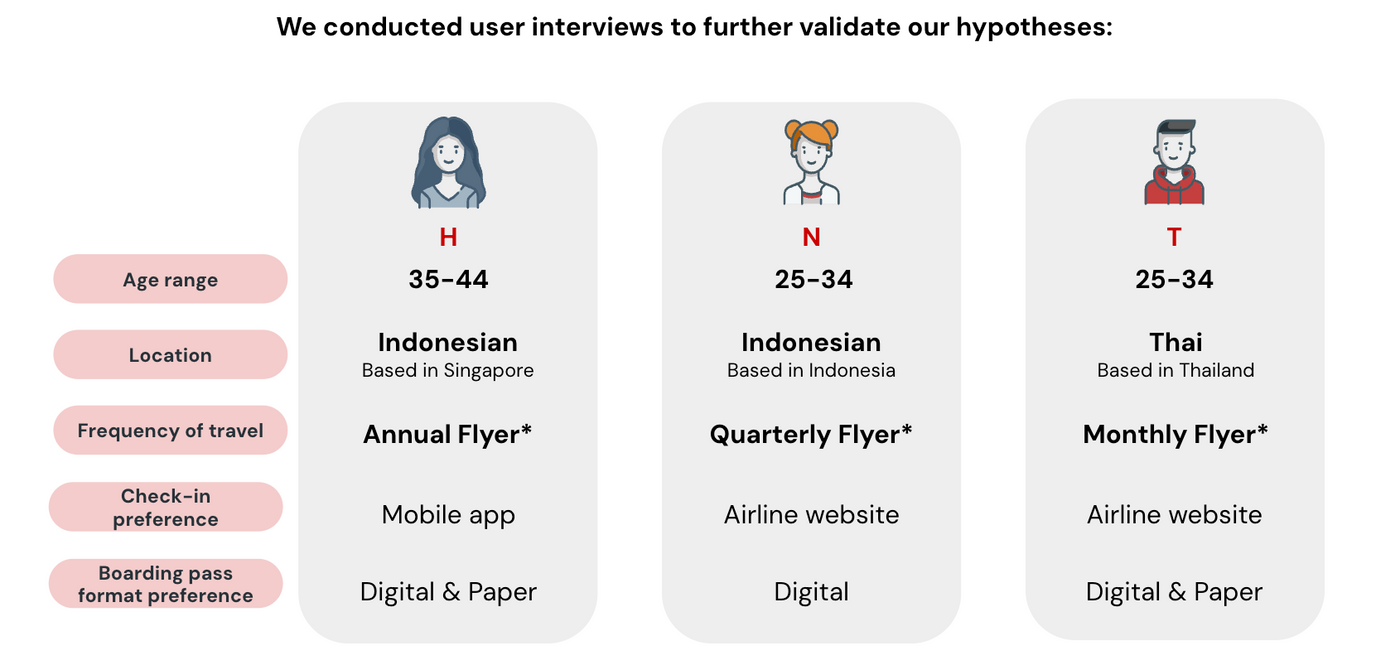 We conducted user interviews to further validate our hypotheses:
H
N
T
Age range
35-44
25-34
25-34
Location
Indonesian
Based in Singapore
Indonesian
Based in Indonesia
Thai
Based in Thailand
Frequency of travel
Annual Flyer*
Quarterly Flyer*
Monthly Flyer*
Check-in
preference
Mobile app
Airline website
Airline website
Boarding pass
format preference
Digital & Paper
Digital
Digital & Paper